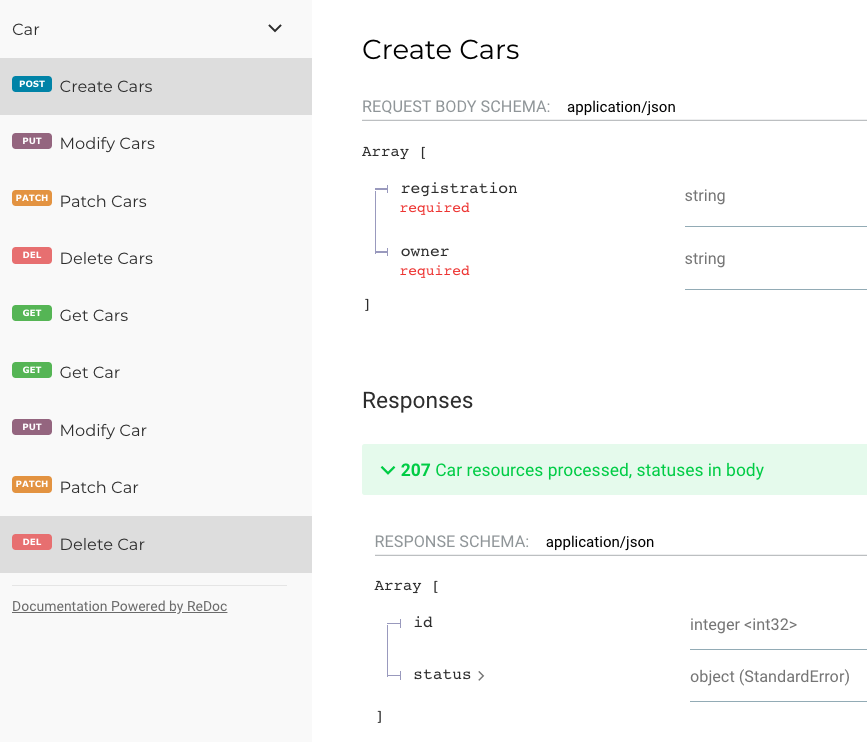 Car
POST Create Cars
PUT Modify Cars
PATCH Patch Cars
DEL Delete Cars
GET Get Cars
GET Get Car
PUT Modify Car
PATCH Patch Car
DEL Delete Car
Documentation Powered by ReDoc
Create Cars
REQUEST BODY SCHEMA: application/json
Array [
registration string
required
owner string
required
]
Responses
207 Car resources processed, statuses in body
RESPONSE SCHEMA: application/json
Array [
id integer <int32>
status object (StandardError)
]